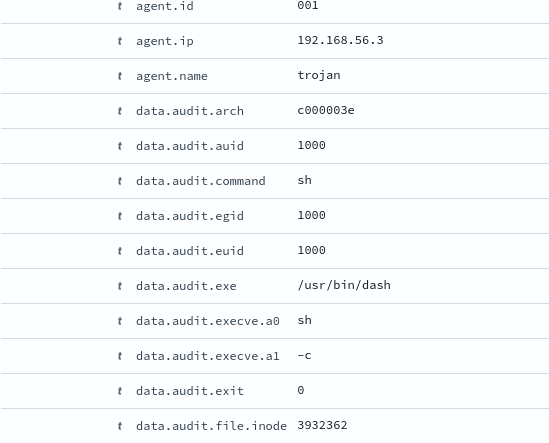 t agent.id 001
t agent.ip 192.168.56.3
t agent.name trojan
t data.audit.arch c000003e
t data.audit.auid 1000
t data.audit.command sh
t data.audit.egid 1000
t data.audit.euid 1000
t data.audit.exe /usr/bin/dash
t data.audit.execve.a0 sh
t data.audit.execve.a1 -c
t data.audit.exit 0
t data.audit.file.inode 3932362